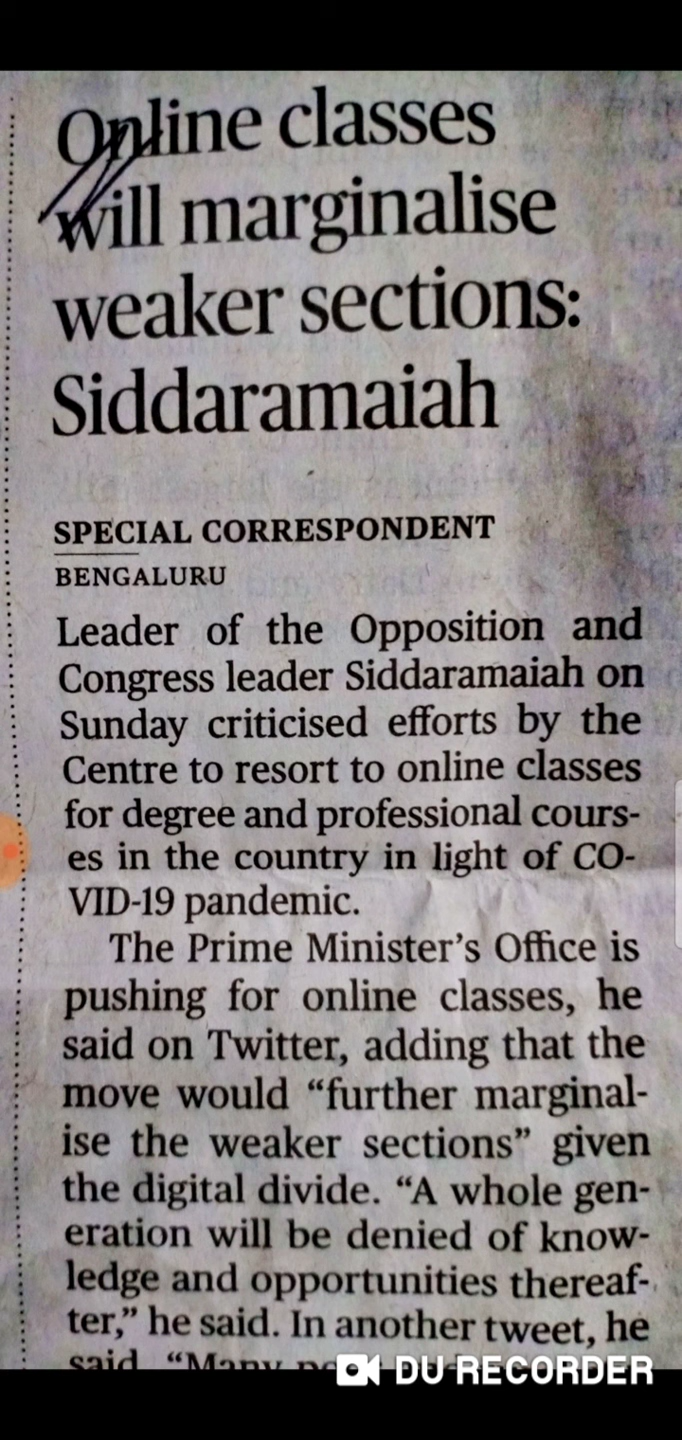 Online classes
will marginalise
weaker sections:
Siddaramaiah
SPECIAL CORRESPONDENT
BENGALURU
Leader of the Opposition and
Congress leader Siddaramaiah on
Sunday criticised efforts by the
Centre to resort to online classes
for degree and professional cours-
es in the country in light of CO-
VID-19 pandemic.
The Prime Minister’s Office is
pushing for online classes, he
said on Twitter, adding that the
move would “further marginal-
ise the weaker sections” given
the digital divide. “A whole gen-
eration will be denied of know-
ledge and opportunities thereaf-
ter,” he said. In another tweet, he
said, “Many
DU RECORDER